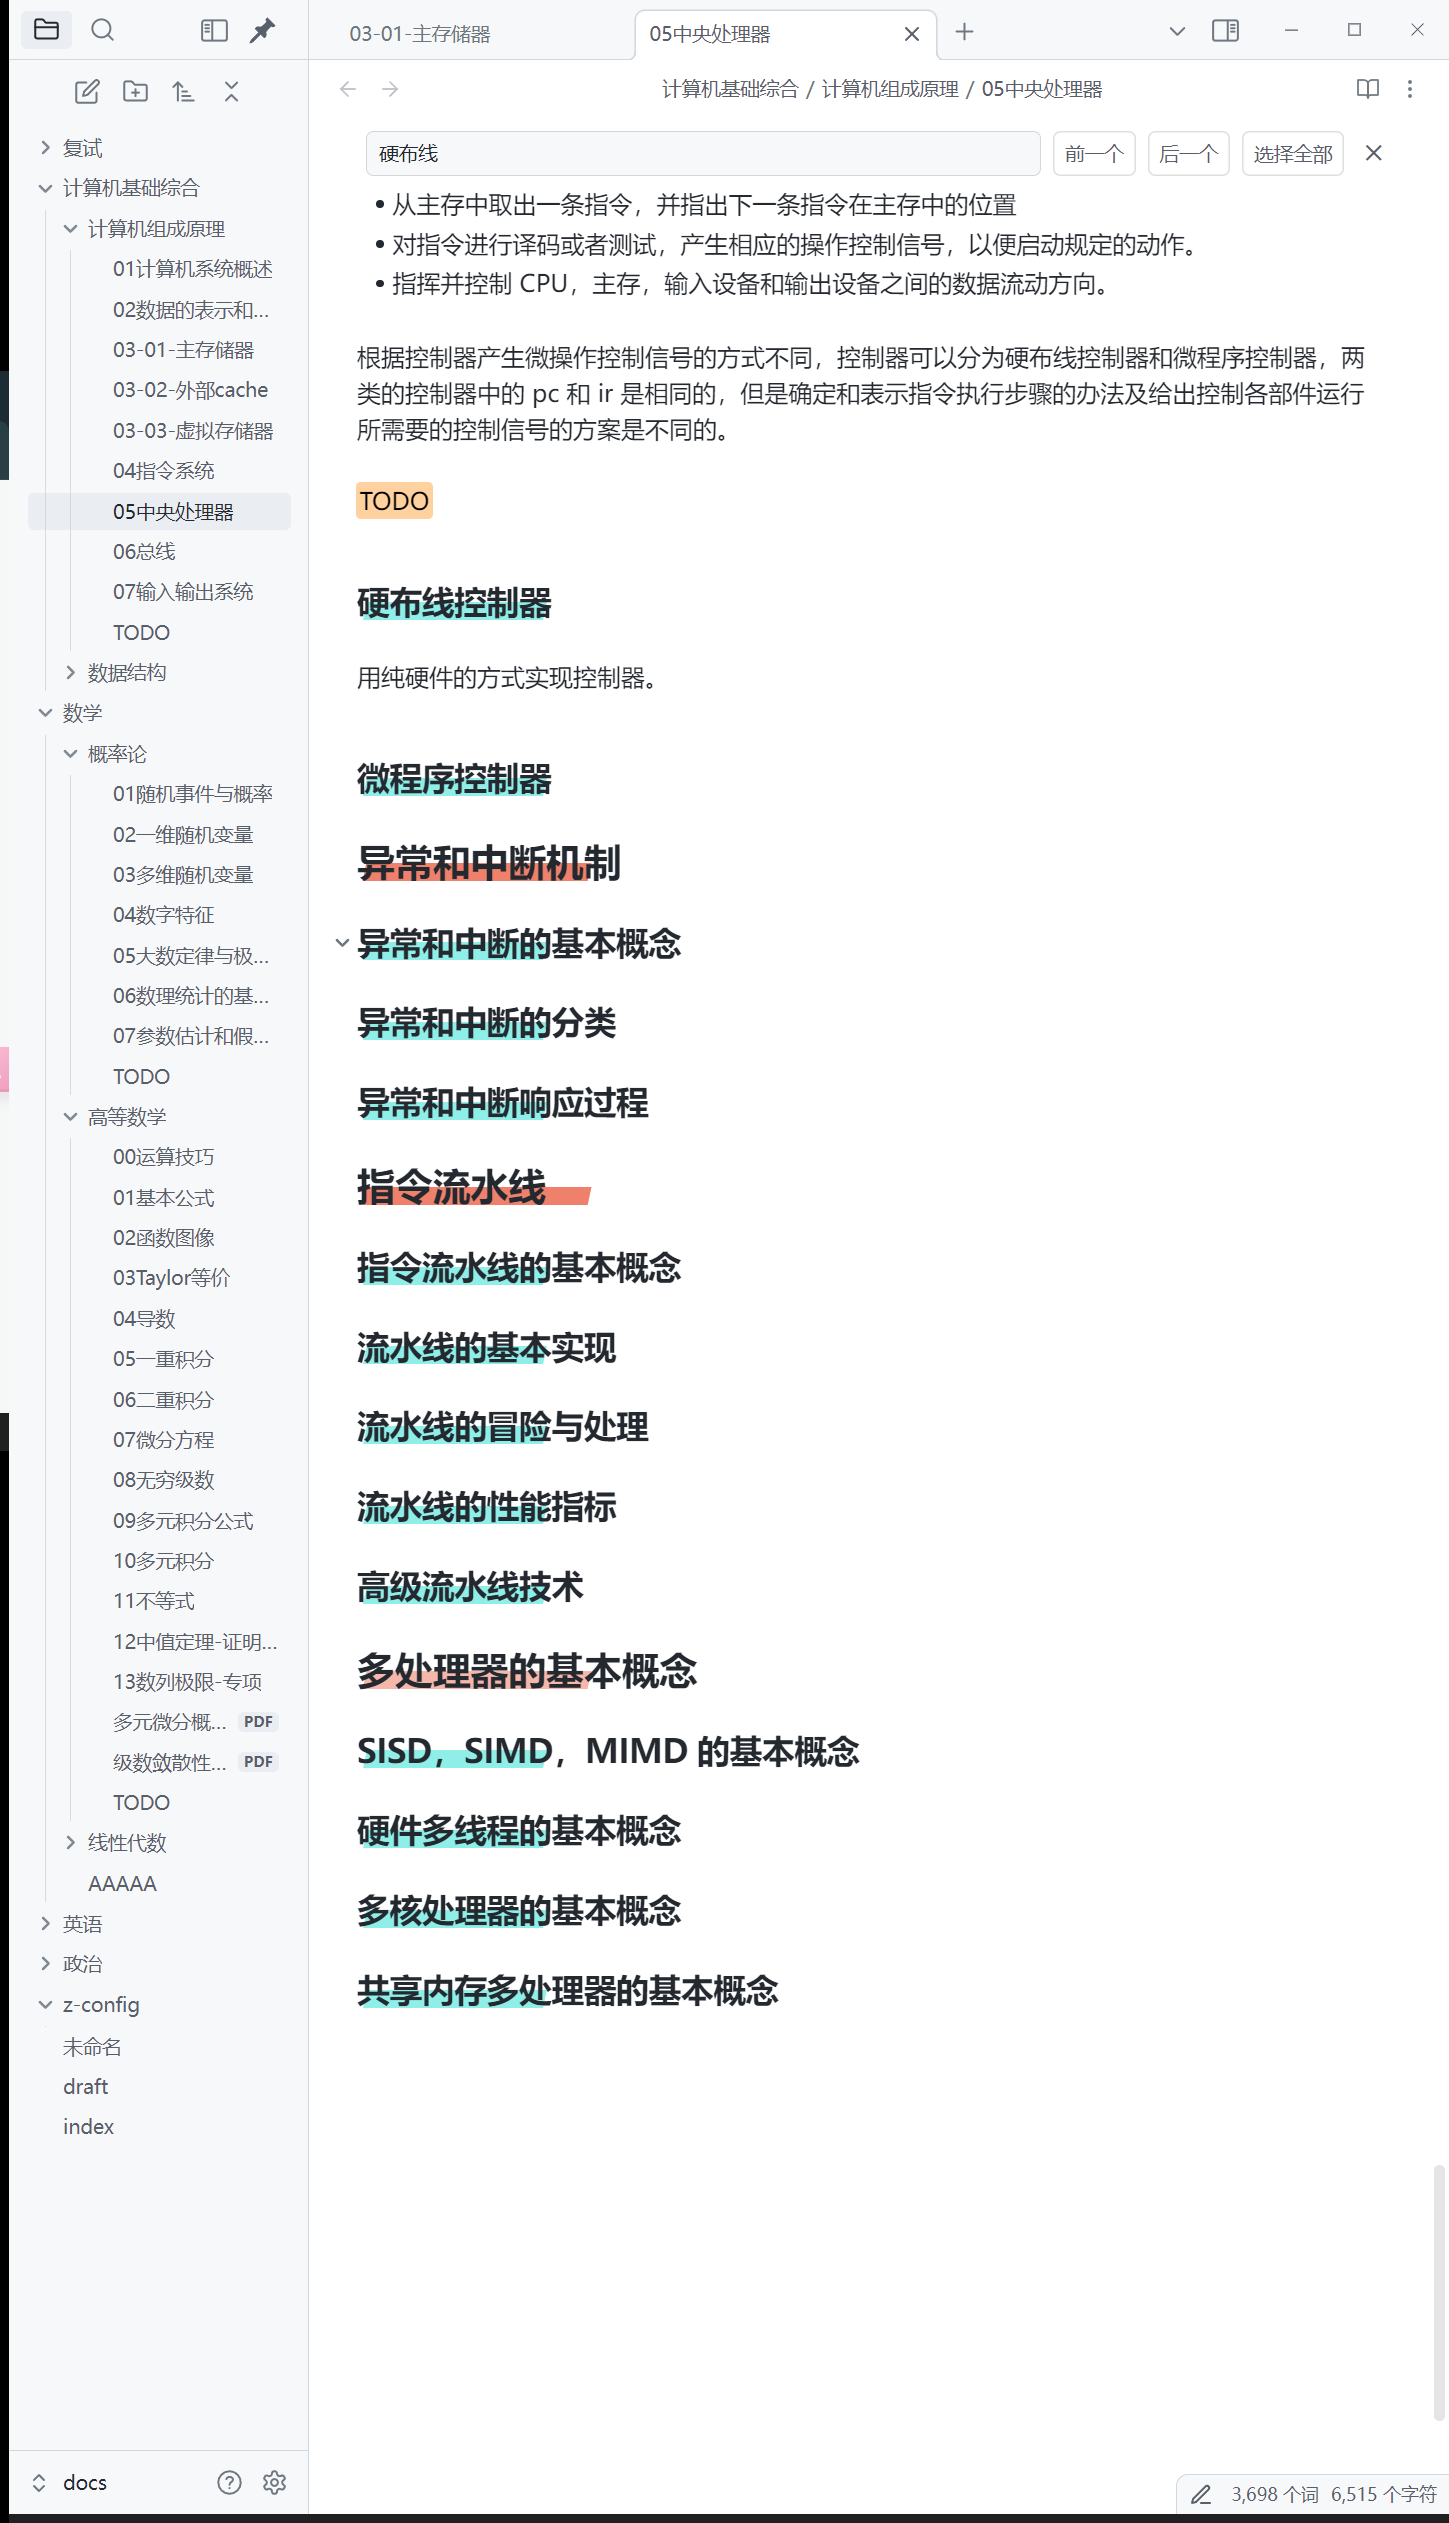 03-01-主存储器
05中央处理器
计算机基础综合 / 计算机组成原理 / 05中央处理器
复试
计算机基础综合
计算机组成原理
01计算机系统概述
02数据的表示和...
03-01-主存储器
03-02-外部cache
03-03-虚拟存储器
04指令系统
05中央处理器
06总线
07输入输出系统
TODO
数据结构
数学
概率论
01随机事件与概率
02一维随机变量
03多维随机变量
04数字特征
05大数定律与极...
06数理统计的基...
07参数估计和假...
TODO
高等数学
00运算技巧
01基本公式
02函数图像
03Taylor等价
04导数
05一重积分
06二重积分
07微分方程
08无穷级数
09多元积分公式
10多元积分
11不等式
12中值定理-证明...
13数列极限-专项
多元微分概... PDF
级数敛散性... PDF
TODO
线性代数
AAAAA
英语
政治
z-config
未命名
draft
index
docs
硬布线 前一个 后一个 选择全部
• 从主存中取出一条指令，并指出下一条指令在主存中的位置
• 对指令进行译码或者测试，产生相应的操作控制信号，以便启动规定的动作。
• 指挥并控制 CPU，主存，输入设备和输出设备之间的数据流动方向。
根据控制器产生微操作控制信号的方式不同，控制器可以分为硬布线控制器和微程序控制器，两
类的控制器中的 pc 和 ir 是相同的，但是确定和表示指令执行步骤的办法及给出控制各部件运行
所需要的控制信号的方案是不同的。
TODO
硬布线控制器
用纯硬件的方式实现控制器。
微程序控制器
异常和中断机制
异常和中断的基本概念
异常和中断的分类
异常和中断响应过程
指令流水线
指令流水线的基本概念
流水线的基本实现
流水线的冒险与处理
流水线的性能指标
高级流水线技术
多处理器的基本概念
SISD，SIMD，MIMD 的基本概念
硬件多线程的基本概念
多核处理器的基本概念
共享内存多处理器的基本概念
3,698 个词 6,515 个字符